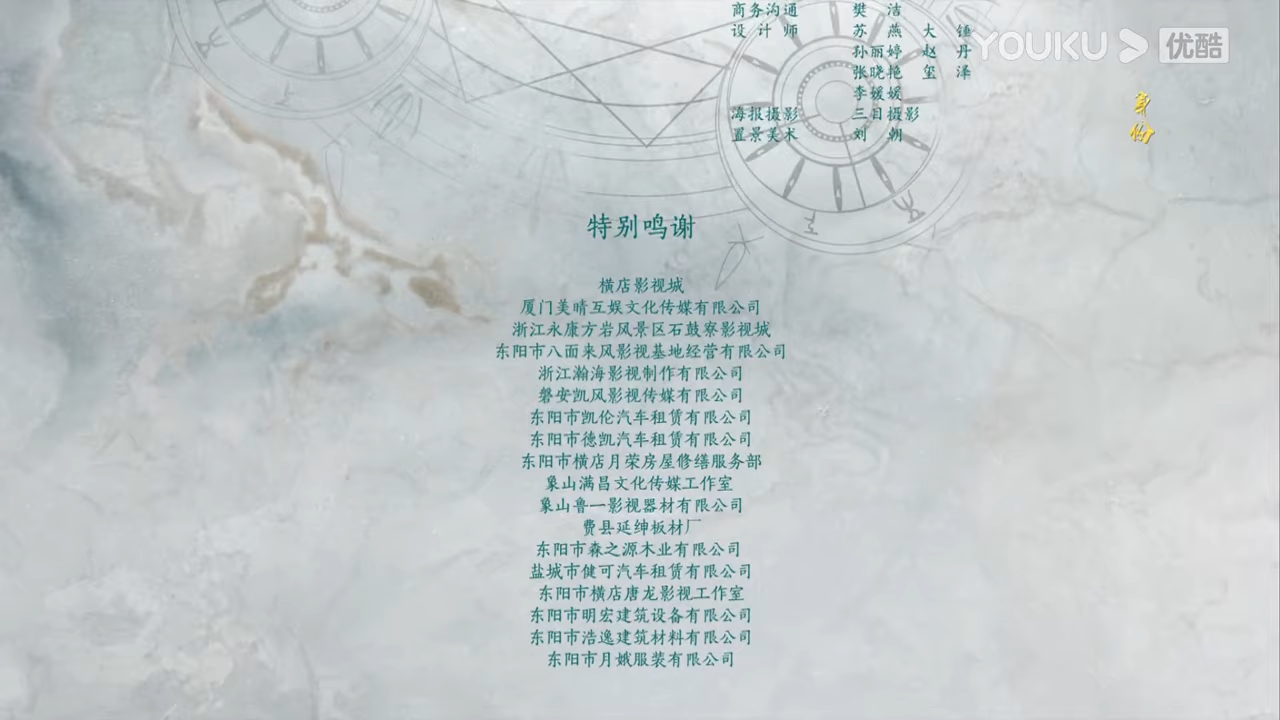 商务沟通 樊洁
设计师 苏燕 大锤
孙丽婷 赵丹
张晓艳 玺泽
李媛媛
海报摄影 三目摄影
置景美术 刘朝
YOUKU 优酷
特别鸣谢
横店影视城
厦门美晴互娱文化传媒有限公司
浙江永康方岩风景区石鼓寮影视城
东阳市八面来风影视基地经营有限公司
浙江瀚海影视制作有限公司
磐安凯风影视传媒有限公司
东阳市凯伦汽车租赁有限公司
东阳市德凯汽车租赁有限公司
东阳市横店月荣房屋修缮服务部
象山满昌文化传媒工作室
象山鲁一影视器材有限公司
费县延绅板材厂
东阳市森之源木业有限公司
盐城市健可汽车租赁有限公司
东阳市横店唐龙影视工作室
东阳市明宏建筑设备有限公司
东阳市浩逸建筑材料有限公司
东阳市月娥服装有限公司